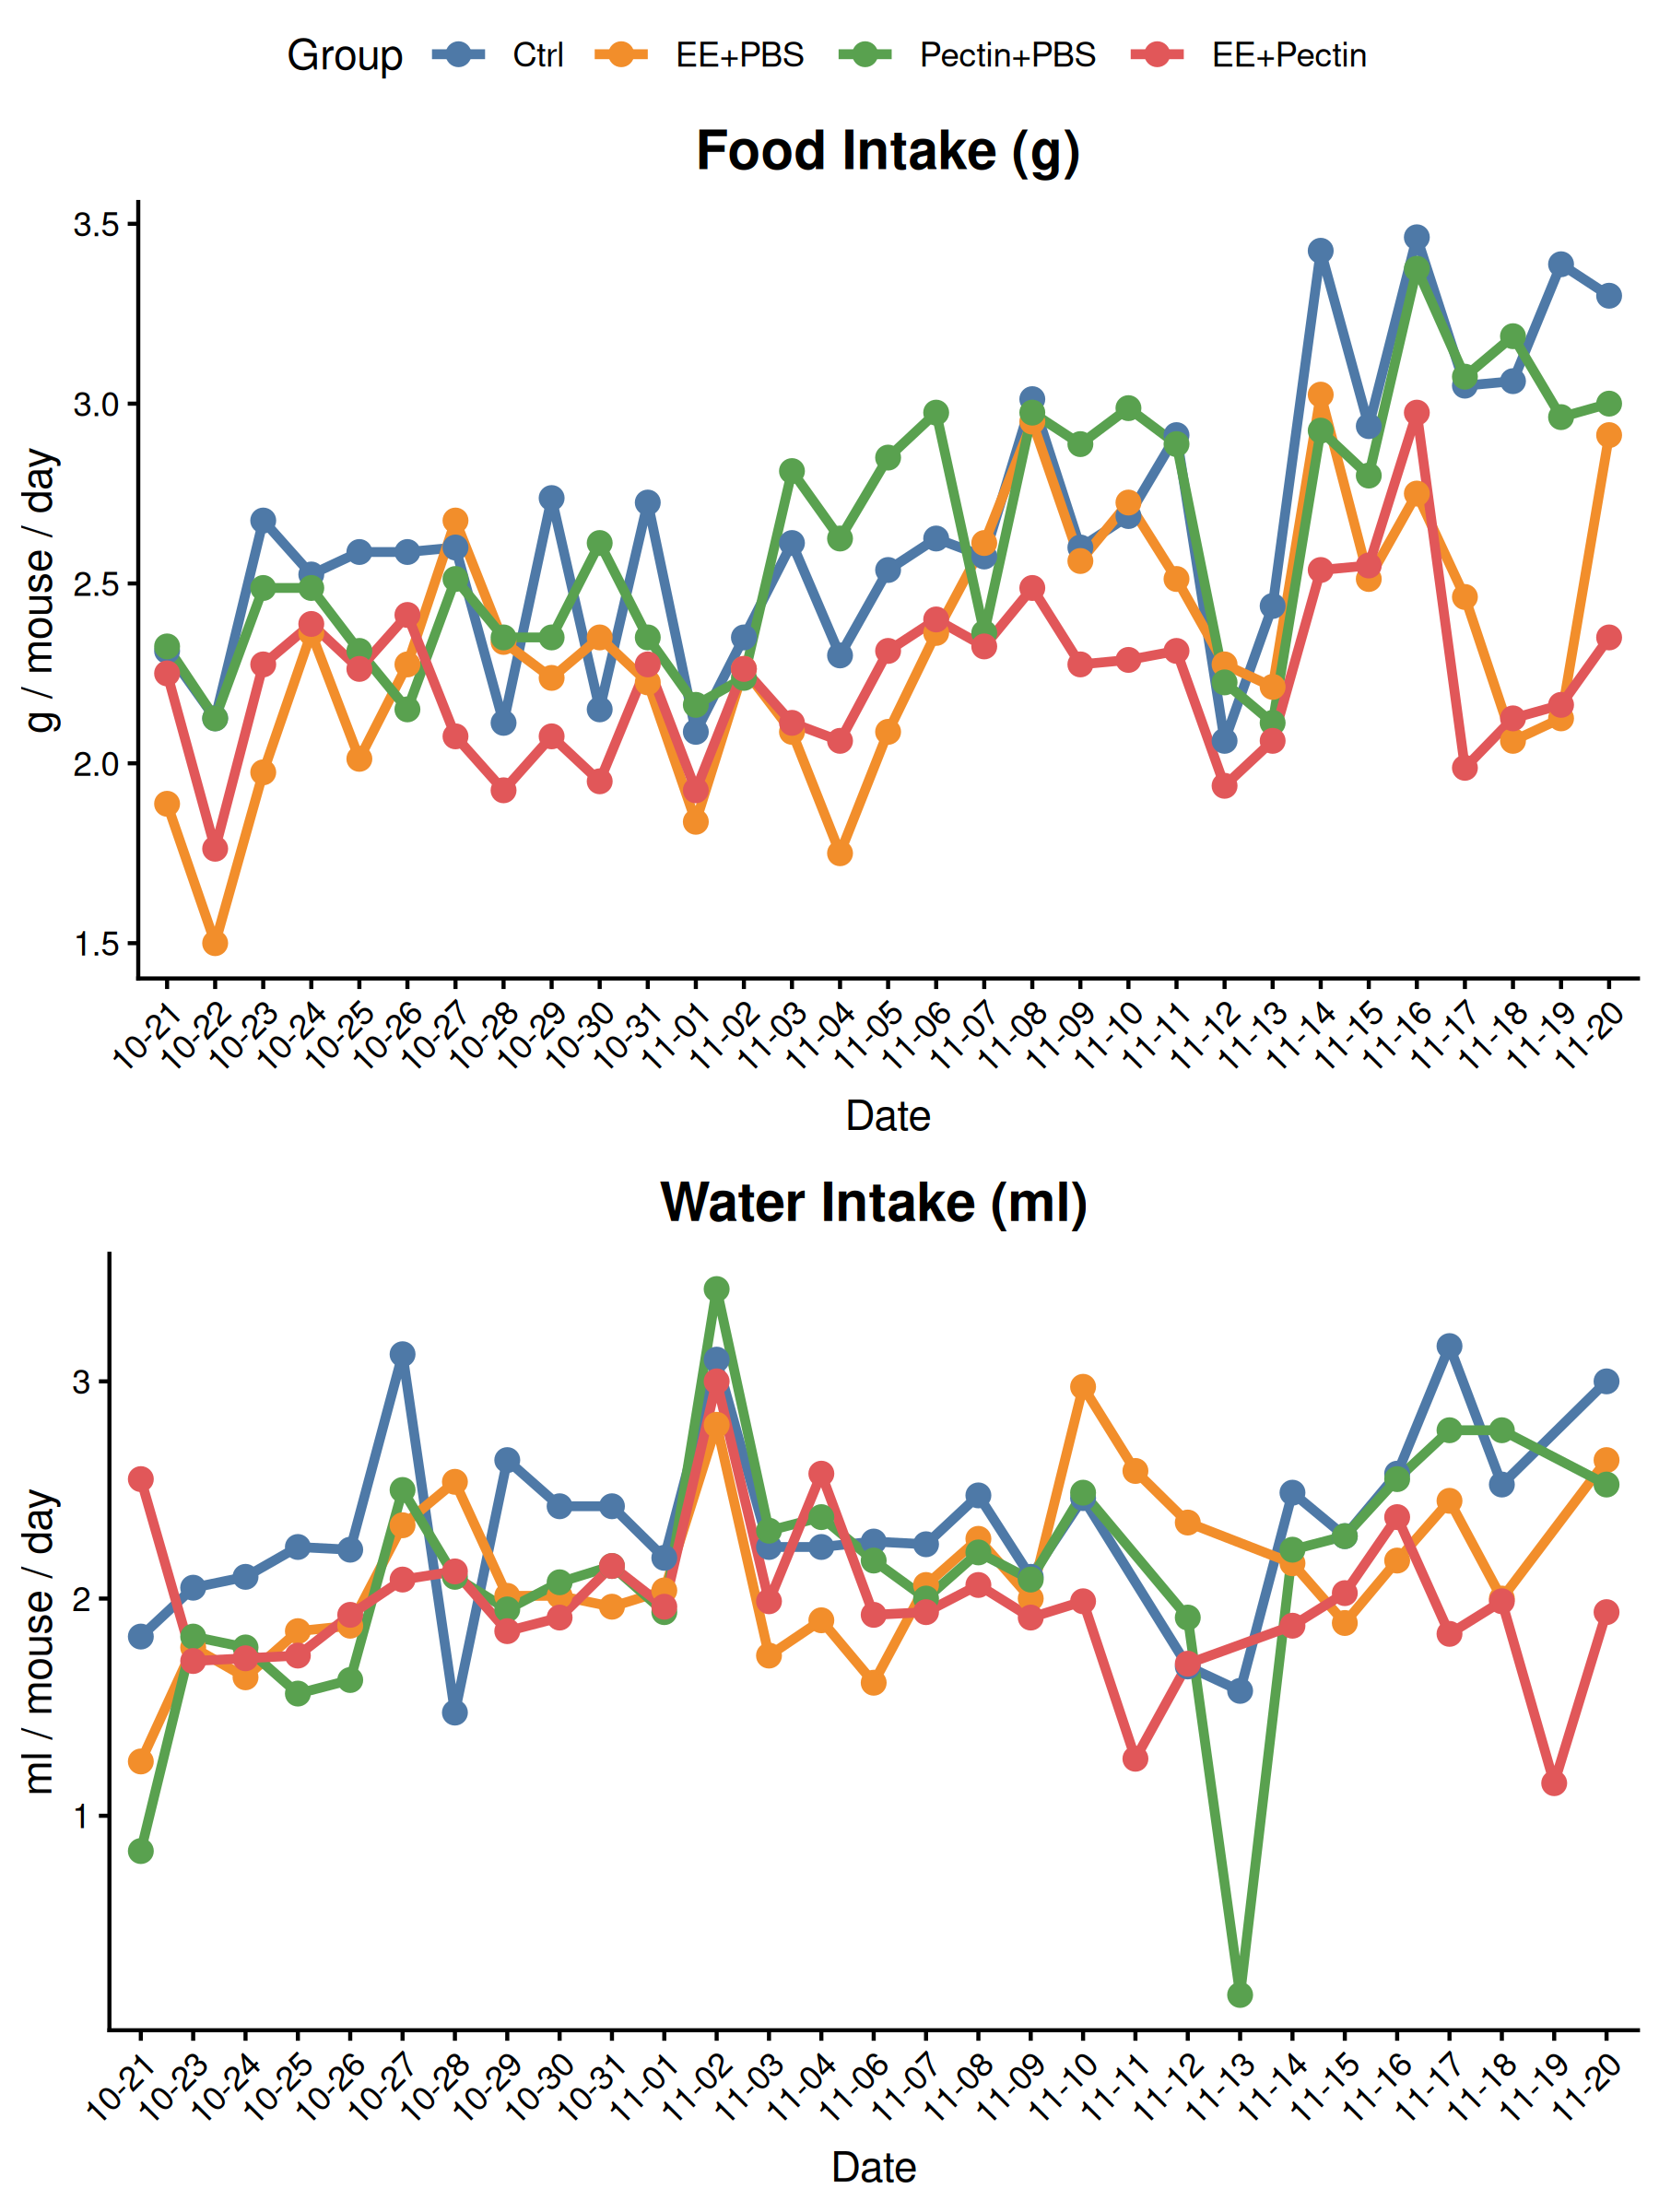 Group Ctrl EE+PBS Pectin+PBS EE+Pectin
Food Intake (g)
g / mouse / day
3.5
3.0
2.5
2.0
1.5
10-21 10-22 10-23 10-24 10-25 10-26 10-27 10-28 10-29 10-30 10-31 11-01 11-02 11-03 11-04 11-05 11-06 11-07 11-08 11-09 11-10 11-11 11-12 11-13 11-14 11-15 11-16 11-17 11-18 11-19 11-20
Date
Water Intake (ml)
ml / mouse / day
3
2
1
10-21 10-23 10-24 10-25 10-26 10-27 10-28 10-29 10-30 10-31 11-01 11-02 11-03 11-04 11-06 11-07 11-08 11-09 11-10 11-11 11-12 11-13 11-14 11-15 11-16 11-17 11-18 11-19 11-20
Date